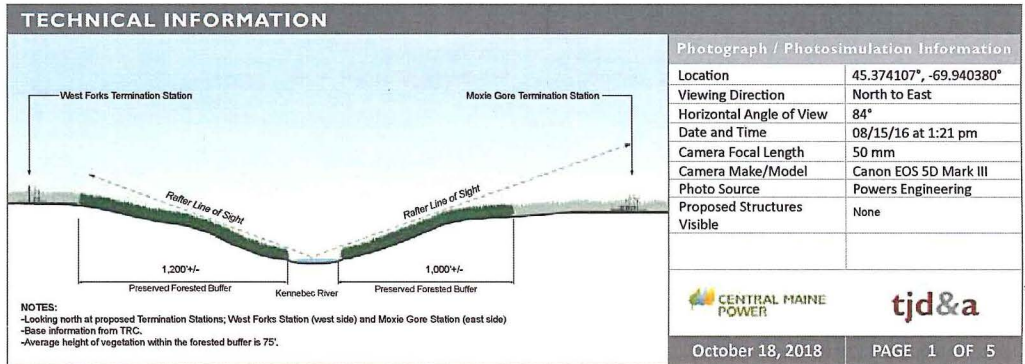 TECHNICAL INFORMATION
West Forks Termination Station
Moxie Gore Termination Station
Rafter Line of Sight
Rafter Line of Sight
1,200'+/-
Preserved Forested Buffer
Kennebec River
1,000'+/-
Preserved Forested Buffer
NOTES:
-Looking north at proposed Termination Stations; West Forks Station (west side) and Moxie Gore Station (east side)
-Base information from TRC.
-Average height of vegetation within the forested buffer is 75'.
Photograph / Photosimulation Information
Location 45.374107°, -69.940380°
Viewing Direction North to East
Horizontal Angle of View 84°
Date and Time 08/15/16 at 1:21 pm
Camera Focal Length 50 mm
Camera Make/Model Canon EOS 5D Mark III
Photo Source Powers Engineering
Proposed Structures Visible None
CENTRAL MAINE
POWER
tjd&a
October 18, 2018 PAGE 1 OF 5